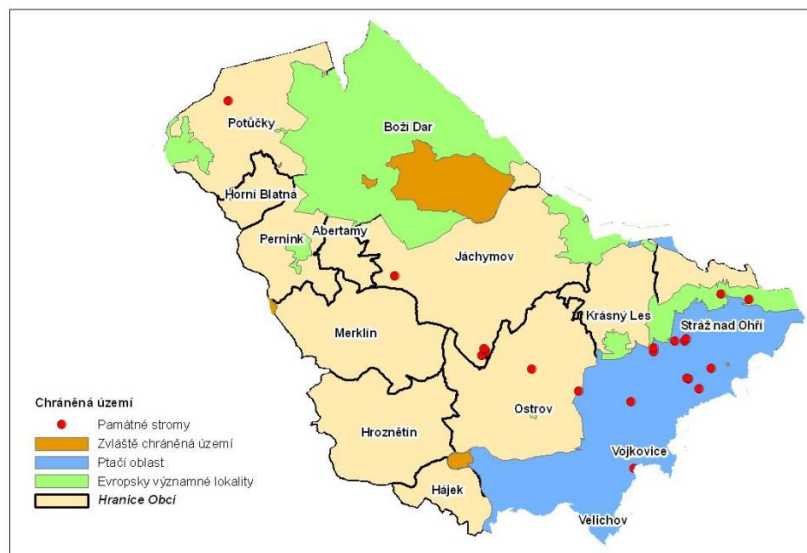 Potůčky
Boží Dar
Horní Blatná
Pernink
Abertamy
Jáchymov
Krásný Les
Stráž nad Ohří
Merklín
Ostrov
Hroznětín
Vojkovice
Hájek
Velichov
Chráněná území
Památné stromy
Zvláště chráněná území
Ptačí oblast
Evropsky významné lokality
Hranice Obcí